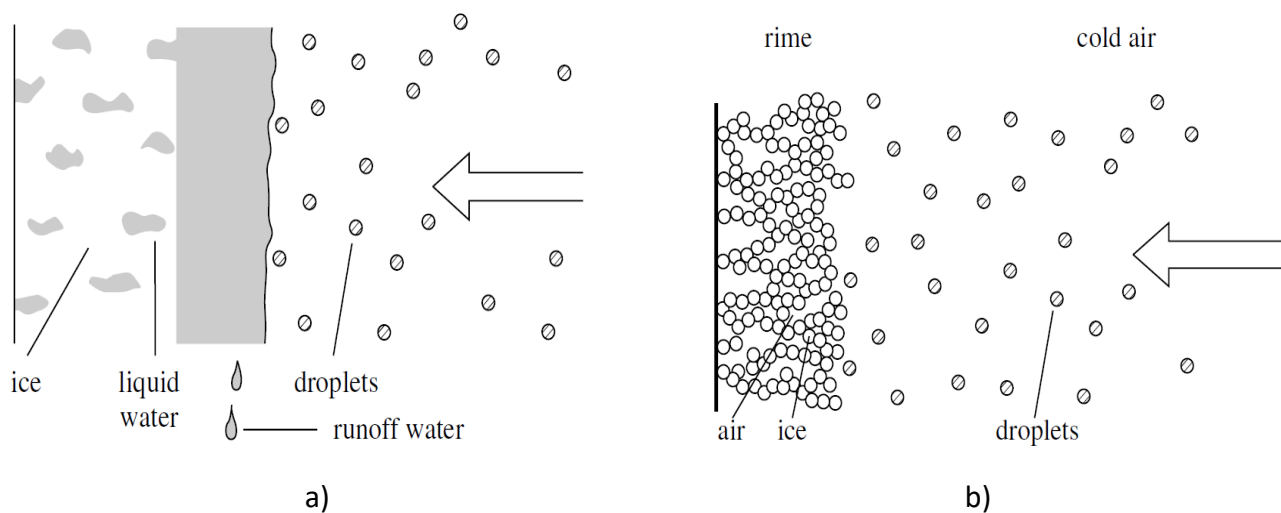 ice
liquid
water
droplets
runoff water
a)
rime
cold air
air
ice
droplets
b)